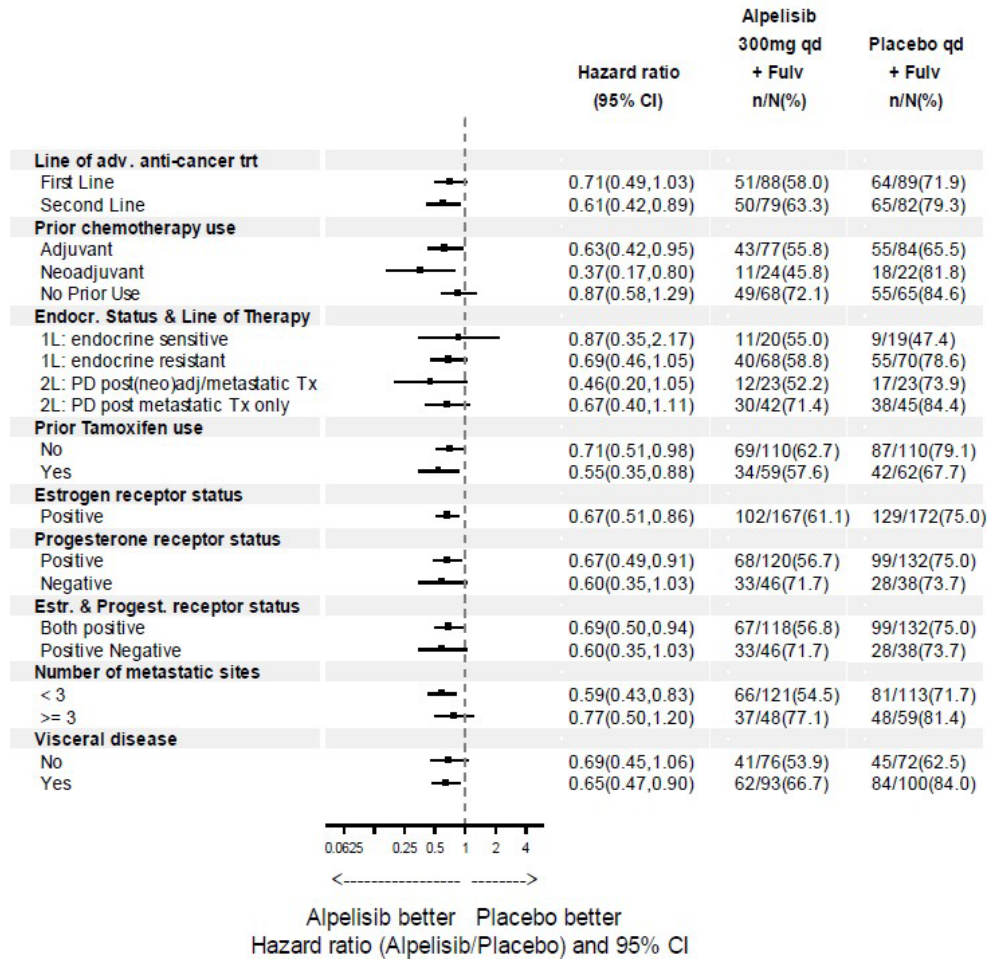 Alpelisib
300mg qd Placebo qd
Hazard ratio + Fulv + Fulv
(95% CI) n/N(%) n/N(%)
Line of adv. anti-cancer trt
First Line 0.71(0.49,1.03) 51/88(58.0) 64/89(71.9)
Second Line 0.61(0.42,0.89) 50/79(63.3) 65/82(79.3)
Prior chemotherapy use
Adjuvant 0.63(0.42,0.95) 43/77(55.8) 55/84(65.5)
Neoadjuvant 0.37(0.17,0.80) 11/24(45.8) 18/22(81.8)
No Prior Use 0.87(0.58,1.29) 49/68(72.1) 55/65(84.6)
Endocr. Status & Line of Therapy
1L: endocrine sensitive 0.87(0.35,2.17) 11/20(55.0) 9/19(47.4)
1L: endocrine resistant 0.69(0.46,1.05) 40/68(58.8) 55/70(78.6)
2L: PD post(neo)adj/metastatic Tx 0.46(0.20,1.05) 12/23(52.2) 17/23(73.9)
2L: PD post metastatic Tx only 0.67(0.40,1.11) 30/42(71.4) 38/45(84.4)
Prior Tamoxifen use
No 0.71(0.51,0.98) 69/110(62.7) 87/110(79.1)
Yes 0.55(0.35,0.88) 34/59(57.6) 42/62(67.7)
Estrogen receptor status
Positive 0.67(0.51,0.86) 102/167(61.1) 129/172(75.0)
Progesterone receptor status
Positive 0.67(0.49,0.91) 68/120(56.7) 99/132(75.0)
Negative 0.60(0.35,1.03) 33/46(71.7) 28/38(73.7)
Estr. & Progest. receptor status
Both positive 0.69(0.50,0.94) 67/118(56.8) 99/132(75.0)
Positive Negative 0.60(0.35,1.03) 33/46(71.7) 28/38(73.7)
Number of metastatic sites
< 3 0.59(0.43,0.83) 66/121(54.5) 81/113(71.7)
>= 3 0.77(0.50,1.20) 37/48(77.1) 48/59(81.4)
Visceral disease
No 0.69(0.45,1.06) 41/76(53.9) 45/72(62.5)
Yes 0.65(0.47,0.90) 62/93(66.7) 84/100(84.0)
0.0625 0.25 0.5 1 2 4
Alpelisib better Placebo better
Hazard ratio (Alpelisib/Placebo) and 95% CI